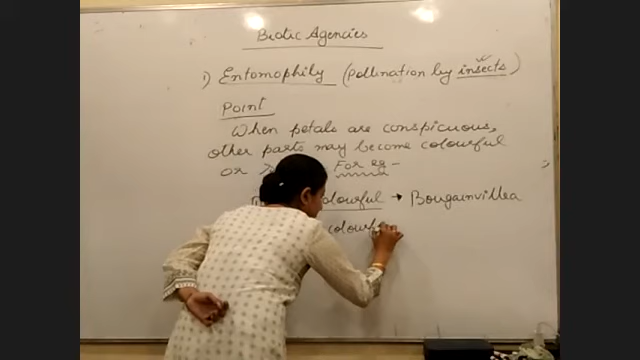 Biotic Agencies
1) Entomophily (Pollination by insects)
Point
When petals are conspicuous,
other parts may become colourful
or For eg -
colourful → Bougainvillea
colourf